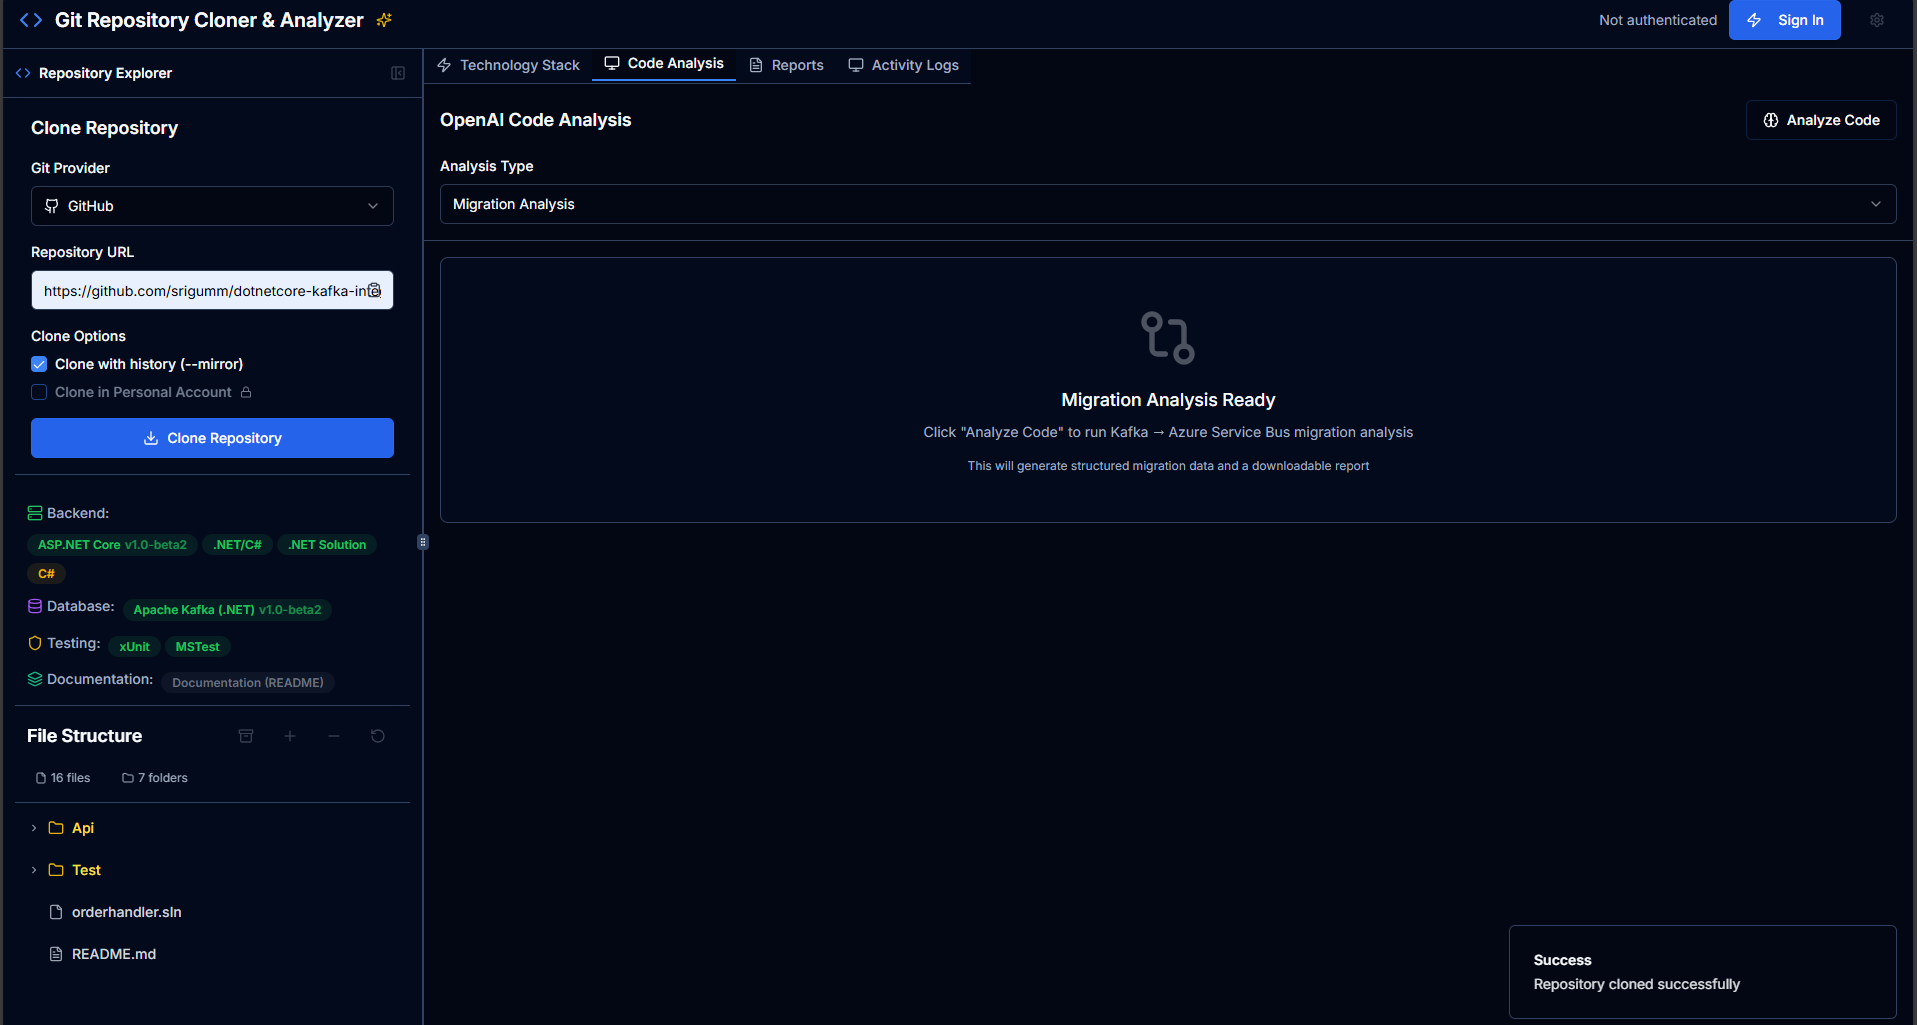 Git Repository Cloner & Analyzer
Not authenticated
Sign In
Repository Explorer
Clone Repository
Git Provider
GitHub
Repository URL
https://github.com/srigumm/dotnetcore-kafka-inte
Clone Options
Clone with history (--mirror)
Clone in Personal Account
Clone Repository
Backend:
ASP.NET Core v1.0-beta2
.NET/C#
.NET Solution
C#
Database:
Apache Kafka (.NET) v1.0-beta2
Testing:
xUnit
MSTest
Documentation:
Documentation (README)
File Structure
16 files
7 folders
Api
Test
orderhandler.sln
README.md
Technology Stack
Code Analysis
Reports
Activity Logs
OpenAI Code Analysis
Analyze Code
Analysis Type
Migration Analysis
Migration Analysis Ready
Click "Analyze Code" to run Kafka → Azure Service Bus migration analysis
This will generate structured migration data and a downloadable report
Success
Repository cloned successfully